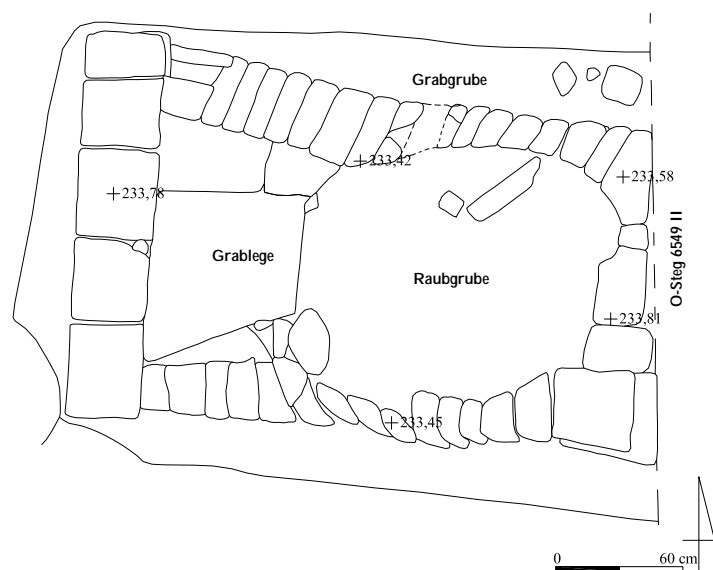 Grabgrube
+233,42
+233,58
+233,78
O-Steg 6549 II
Grablege
Raubgrube
+233,81
+233,45
0 60 cm